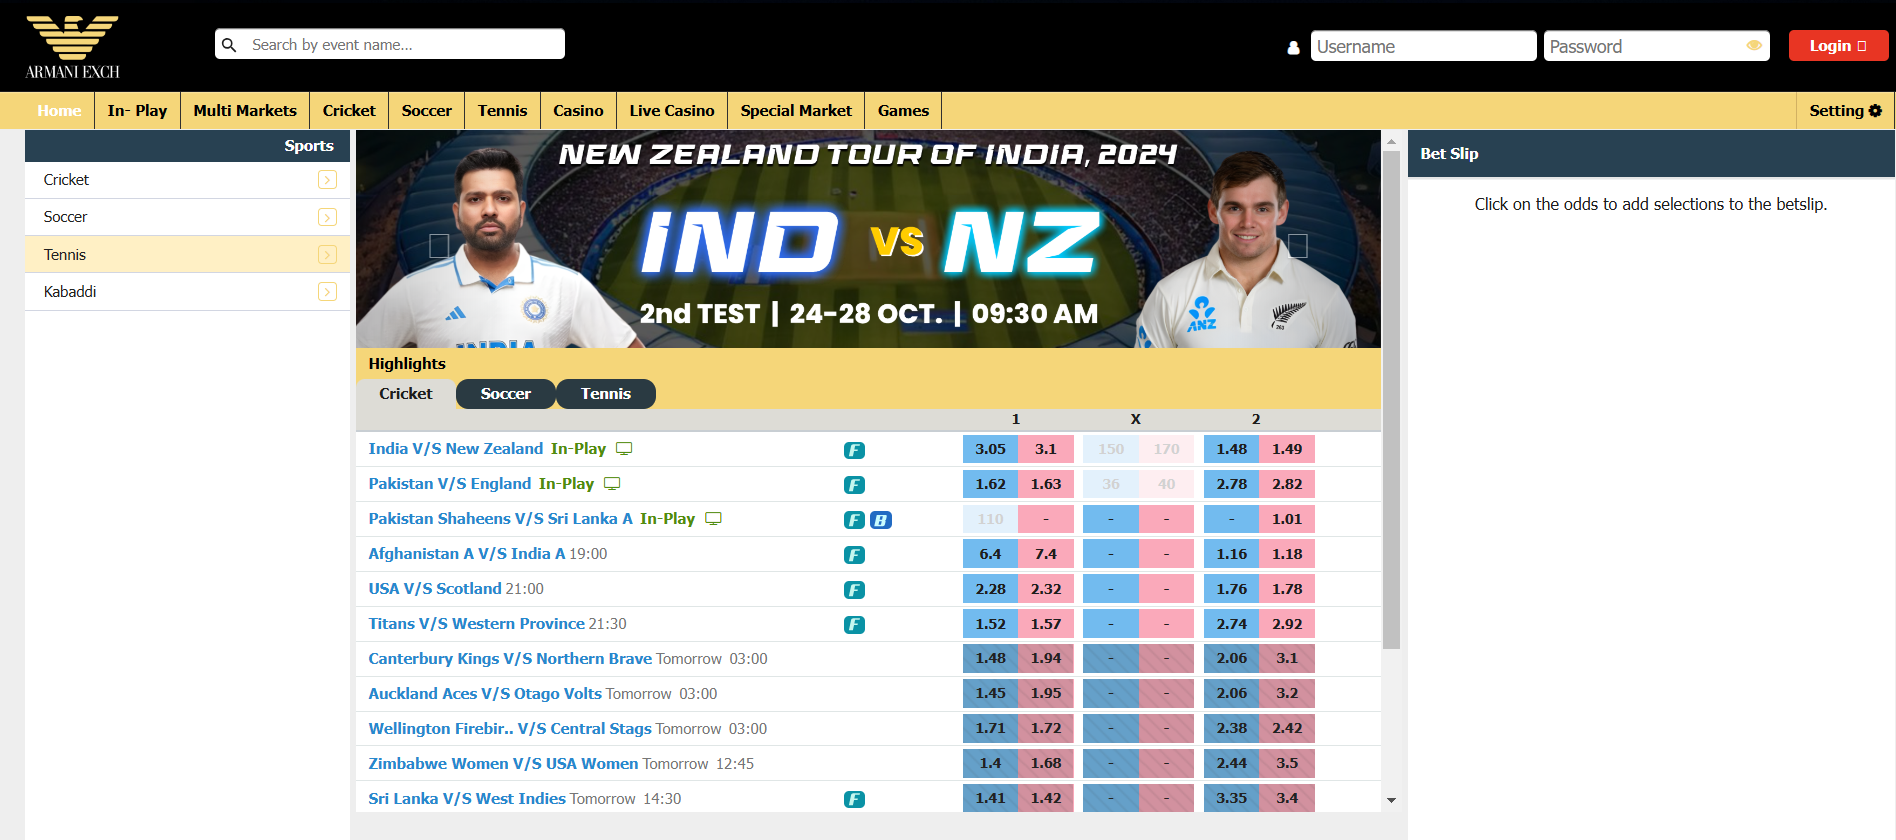 ARMANI EXCH
Search by event name...
Username
Password
Login
Home In- Play Multi Markets Cricket Soccer Tennis Casino Live Casino Special Market Games Setting
Sports
Cricket
Soccer
Tennis
Kabaddi
NEW ZEALAND TOUR OF INDIA, 2024
IND VS NZ
2nd TEST | 24-28 OCT. | 09:30 AM
INDIA
ANZ
263
Highlights
Cricket Soccer Tennis
1 X 2
India V/S New Zealand In-Play F 3.05 3.1 150 170 1.48 1.49
Pakistan V/S England In-Play F 1.62 1.63 36 40 2.78 2.82
Pakistan Shaheens V/S Sri Lanka A In-Play F B 110 - - - - 1.01
Afghanistan A V/S India A 19:00 F 6.4 7.4 - - 1.16 1.18
USA V/S Scotland 21:00 F 2.28 2.32 - - 1.76 1.78
Titans V/S Western Province 21:30 F 1.52 1.57 - - 2.74 2.92
Canterbury Kings V/S Northern Brave Tomorrow 03:00 1.48 1.94 - - 2.06 3.1
Auckland Aces V/S Otago Volts Tomorrow 03:00 1.45 1.95 - - 2.06 3.2
Wellington Firebir.. V/S Central Stags Tomorrow 03:00 1.71 1.72 - - 2.38 2.42
Zimbabwe Women V/S USA Women Tomorrow 12:45 1.4 1.68 - - 2.44 3.5
Sri Lanka V/S West Indies Tomorrow 14:30 F 1.41 1.42 - - 3.35 3.4
Bet Slip
Click on the odds to add selections to the betslip.